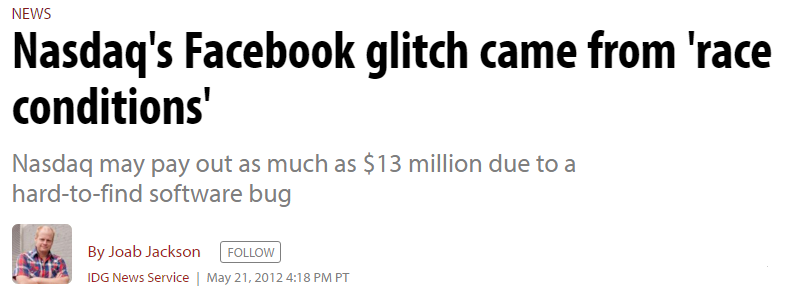 NEWS
Nasdaq's Facebook glitch came from 'race
conditions'
Nasdaq may pay out as much as $13 million due to a
hard-to-find software bug
By Joab Jackson FOLLOW
IDG News Service | May 21, 2012 4:18 PM PT